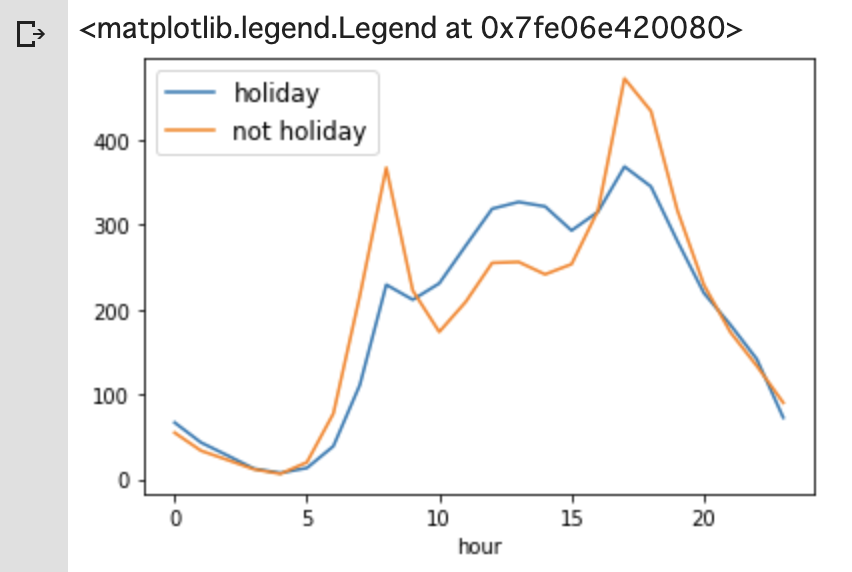 <matplotlib.legend.Legend at 0x7fe06e420080>
holiday
not holiday
400
300
200
100
0
0 5 10 15 20
hour